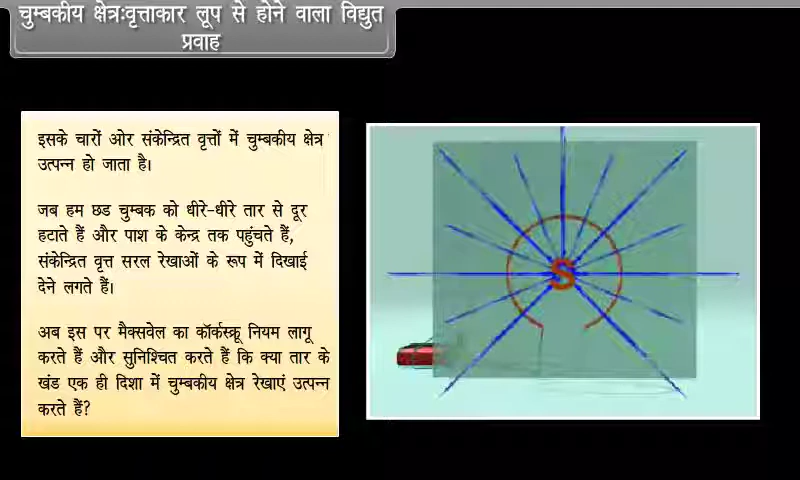 चुम्बकीय क्षेत्रःवृत्ताकार लूप से होने वाला विद्युत
प्रवाह
इसके चारों ओर संकेन्द्रित वृत्तों में चुम्बकीय क्षेत्र
उत्पन्न हो जाता है।
जब हम छड चुम्बक को धीरे-धीरे तार से दूर
हटाते हैं और पाश के केन्द्र तक पहुंचते हैं,
संकेन्द्रित वृत्त सरल रेखाओं के रूप में दिखाई
देने लगते हैं।
अब इस पर मैक्सवेल का कॉर्कस्क्रू नियम लागू
करते हैं और सुनिश्चित करते हैं कि क्या तार के
खंड एक ही दिशा में चुम्बकीय क्षेत्र रेखाएं उत्पन्न
करते हैं?
S